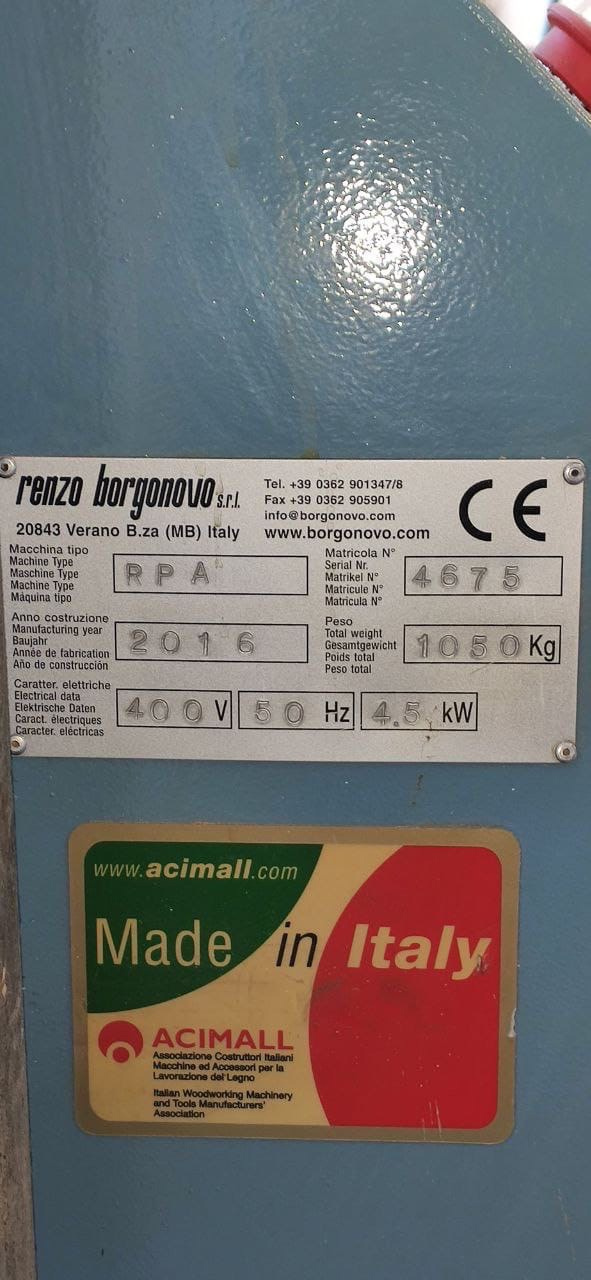 renzo borgonovo s.r.l.
20843 Verano B.za (MB) Italy
Tel. +39 0362 901347/8
Fax +39 0362 905901
info@borgonovo.com
www.borgonovo.com
CE
Macchina tipo
Machine Type
Maschine Type
Machine Type
Máquina tipo
RPA
Matricola N°
Serial Nr.
Matrikel N°
Matricule N°
Matricula N°
4675
Anno costruzione
Manufacturing year
Baujahr
Année de fabrication
Año de construcción
2016
Peso
Total weight
Gesamtgewicht
Poids total
Peso total
1050 Kg
Caratter. elettriche
Electrical data
Elektrische Daten
Caract. électriques
Caracter. eléctricas
400 V
50 Hz
4.5 kW
www.acimall.com
Made in Italy
ACIMALL
Associazione Costruttori Italiani
Macchine ed Accessori per la
Lavorazione del Legno
Italian Woodworking Machinery
and Tools Manufacturers'
Association